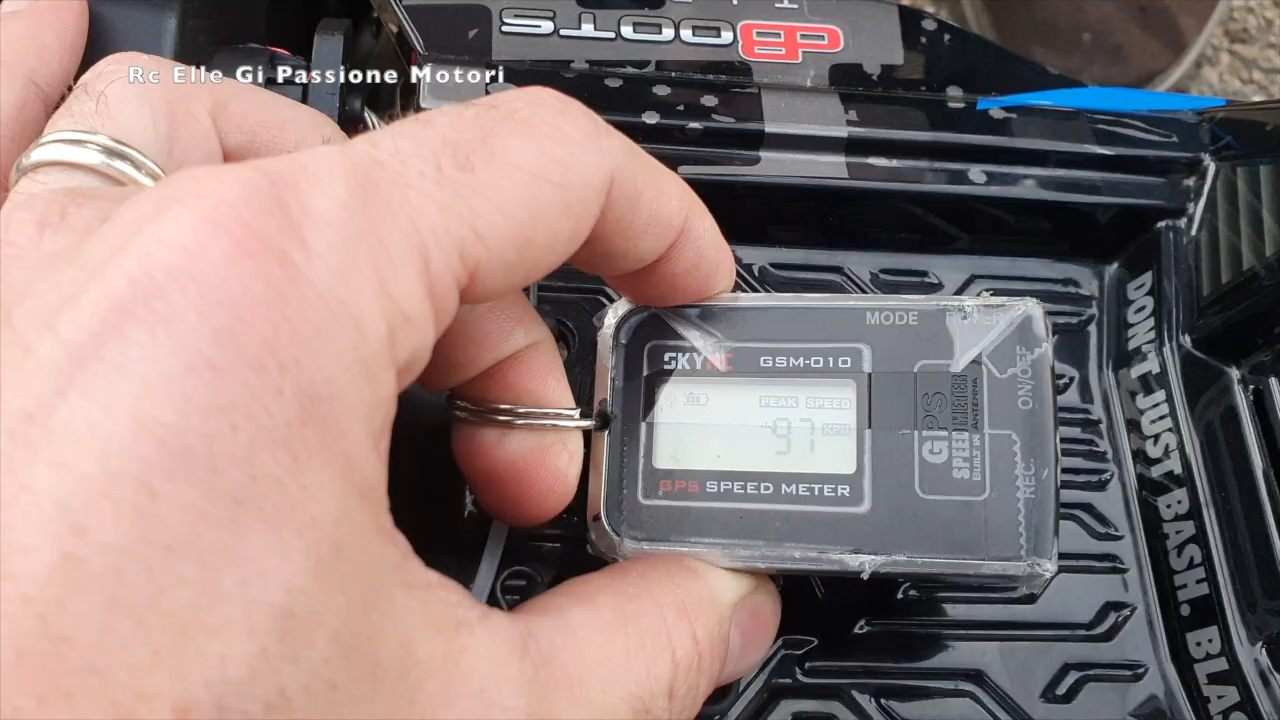 Rc Elle Gi Passione Motori
dBOOTS
MODE
SKYRC GSM-010
PEAK SPEED
97 KPH
GPS SPEED METER
GPS
SPEED METER
BUILT IN ANTENNA
ON/OFF
REC.
DON'T JUST BASH. BLAS